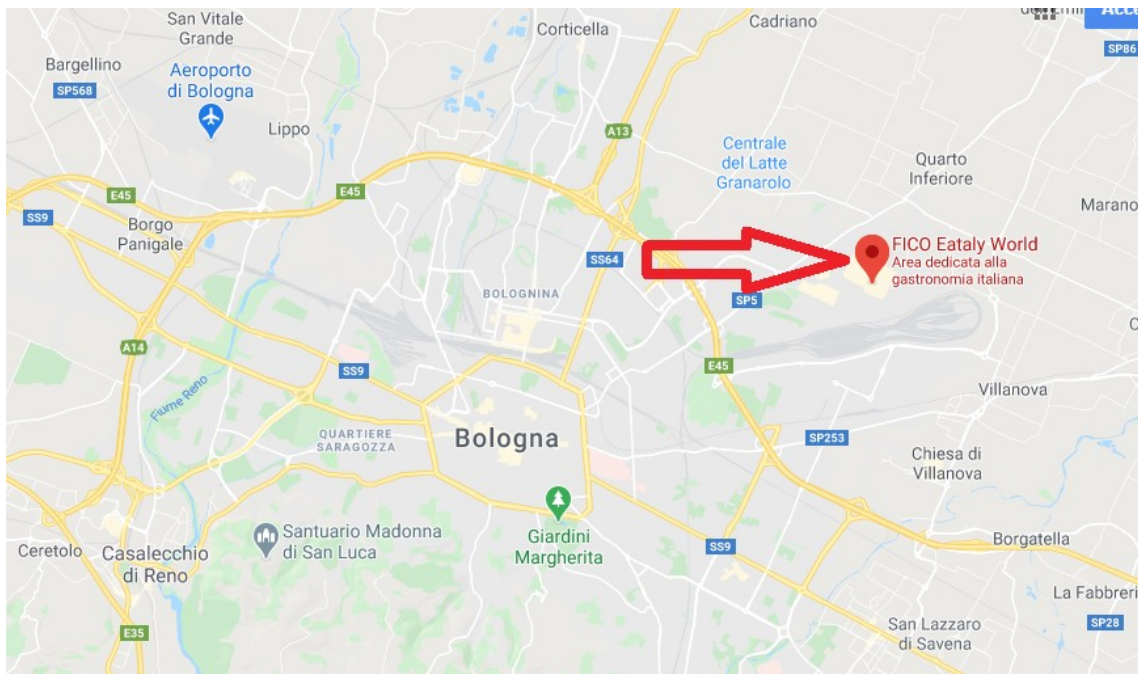 San Vitale
Grande
Corticella
Cadriano
Acce
SP86
Bargellino
SP568
Aeroporto
di Bologna
Lippo
A13
Centrale
del Latte
Granarolo
Quarto
Inferiore
Marano
E45
E45
SS9
Borgo
Panigale
SS64
FICO Eataly World
Area dedicata alla
gastronomia italiana
BOLOGNINA
SP5
A14
SS9
E45
Fiume Reno
Villanova
QUARTIERE
SARAGOZZA
Bologna
SP253
Chiesa di
Villanova
Santuario Madonna
di San Luca
Giardini
Margherita
SS9
Borgatella
Ceretolo
Casalecchio
di Reno
La Fabbreri
E35
San Lazzaro
di Savena
SP28